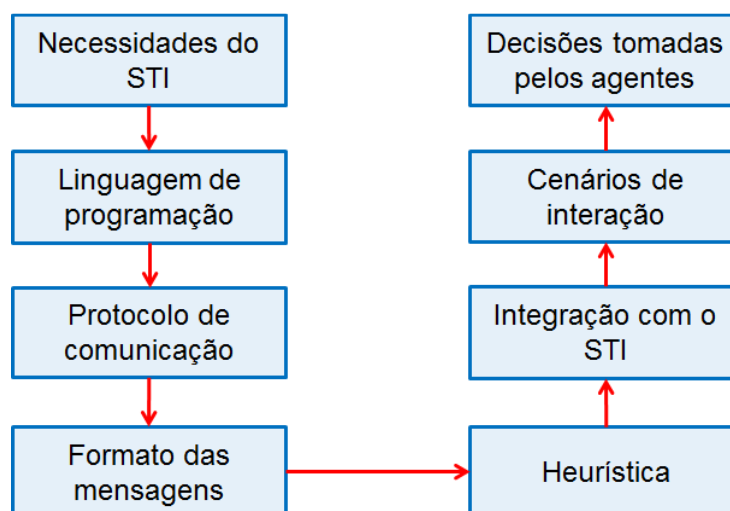 Necessidades do
STI
Linguagem de
programação
Protocolo de
comunicação
Formato das
mensagens
Heurística
Integração com o
STI
Cenários de
interação
Decisões tomadas
pelos agentes